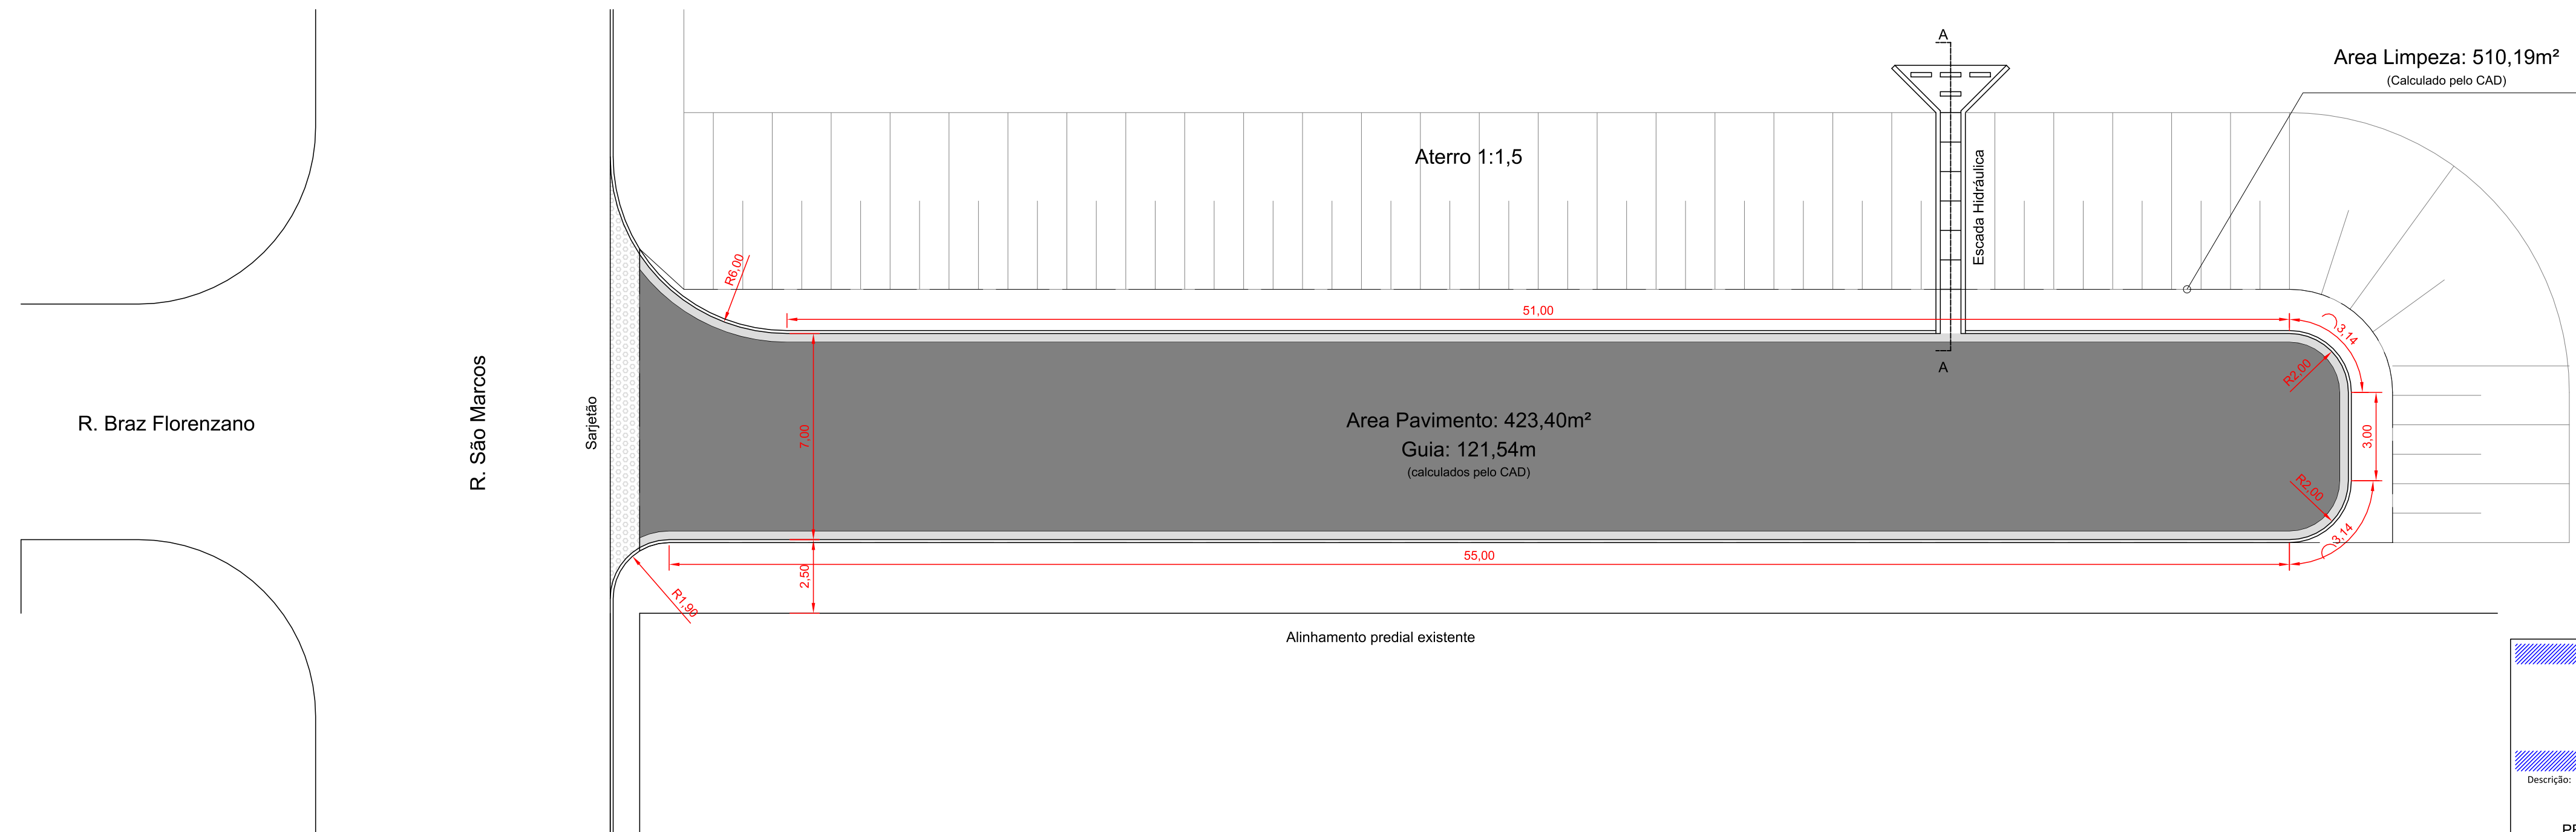 A
Area Limpeza: 510,19m²
(Calculado pelo CAD)
Aterro 1:1,5
Escada Hidráulica
R6,00
51,00
3,14
R2,00
A
R. Braz Florenzano
R. São Marcos
Sarjetão
7,00
Area Pavimento: 423,40m²
Guia: 121,54m
(calculados pelo CAD)
3,00
R2,00
3,14
55,00
2,50
R1,90
Alinhamento predial existente
Descrição: